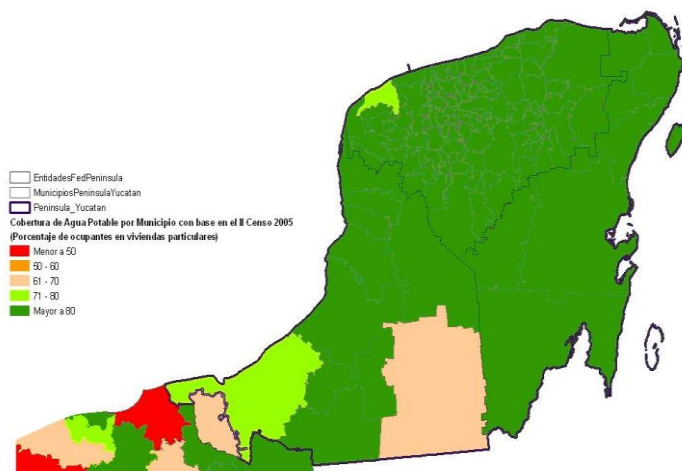 EntidadesFedPeninsula
MunicipiosPeninsulaYucatan
Peninsula_Yucatan
Cobertura de Agua Potable por Municipio con base en el II Censo 2005
(Porcentaje de ocupantes en viviendas particulares)
Menor a 50
50 - 60
61 - 70
71 - 80
Mayor a 80